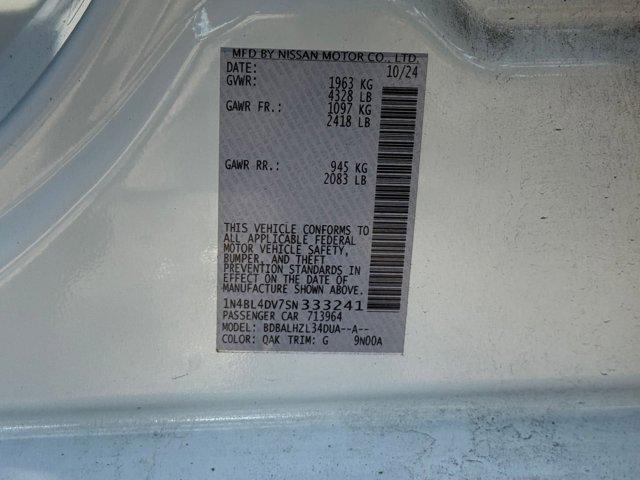 MFD BY NISSAN MOTOR CO., LTD.
DATE: 10/24
GVWR: 1963 KG
4328 LB
GAWR FR.: 1097 KG
2418 LB
GAWR RR.: 945 KG
2083 LB
THIS VEHICLE CONFORMS TO
ALL APPLICABLE FEDERAL
MOTOR VEHICLE SAFETY,
BUMPER, AND THEFT
PREVENTION STANDARDS IN
EFFECT ON THE DATE OF
MANUFACTURE SHOWN ABOVE.
1N4BL4DV7SN333241
PASSENGER CAR 713964
MODEL: BDBALHZL34DUA--A--
COLOR: QAK TRIM: G 9N00A